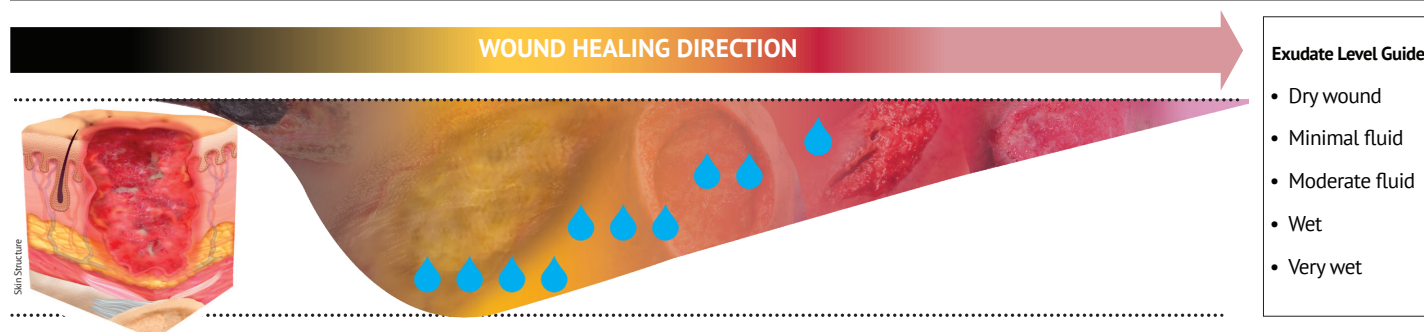 WOUND HEALING DIRECTION
Skin Structure
Exudate Level Guide
• Dry wound
• Minimal fluid
• Moderate fluid
• Wet
• Very wet